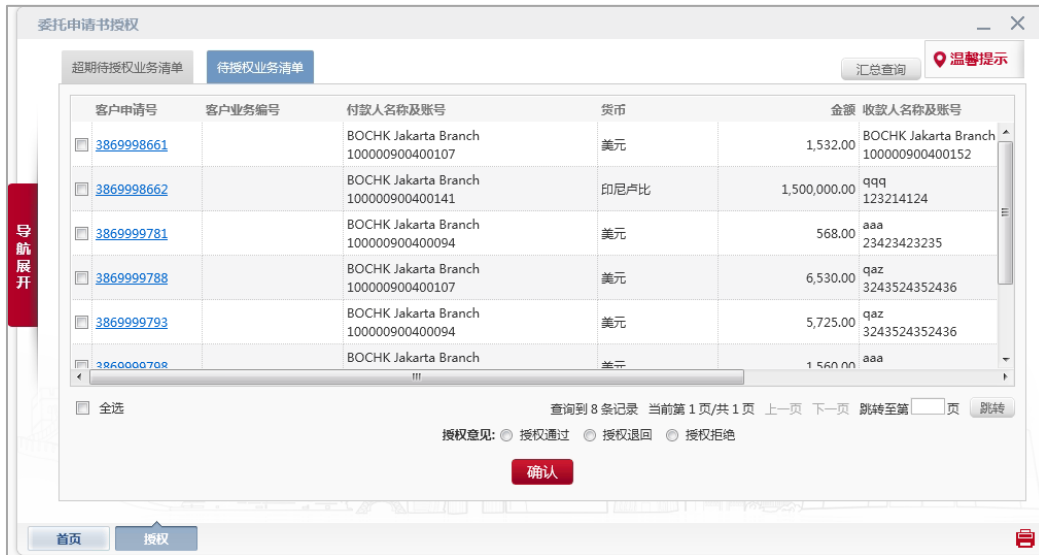 委托申请书授权
超期待授权业务清单 待授权业务清单 汇总查询 温馨提示
客户申请号 客户业务编号 付款人名称及账号 货币 金额 收款人名称及账号
3869998661 BOCHK Jakarta Branch 美元 1,532.00 BOCHK Jakarta Branch
100000900400107 100000900400152
3869998662 BOCHK Jakarta Branch 印尼卢比 1,500,000.00 qqq
100000900400141 123214124
3869999781 BOCHK Jakarta Branch 美元 568.00 aaa
100000900400094 23423423235
3869999788 BOCHK Jakarta Branch 美元 6,530.00 qaz
100000900400107 3243524352436
3869999793 BOCHK Jakarta Branch 美元 5,725.00 qaz
100000900400094 3243524352436
3869999798 BOCHK Jakarta Branch 美元 1,560.00 aaa
全选 查询到 8 条记录 当前第 1 页/共 1 页 上一页 下一页 跳转至第 页 跳转
授权意见: 授权通过 授权退回 授权拒绝
确认
导航展开
首页 授权